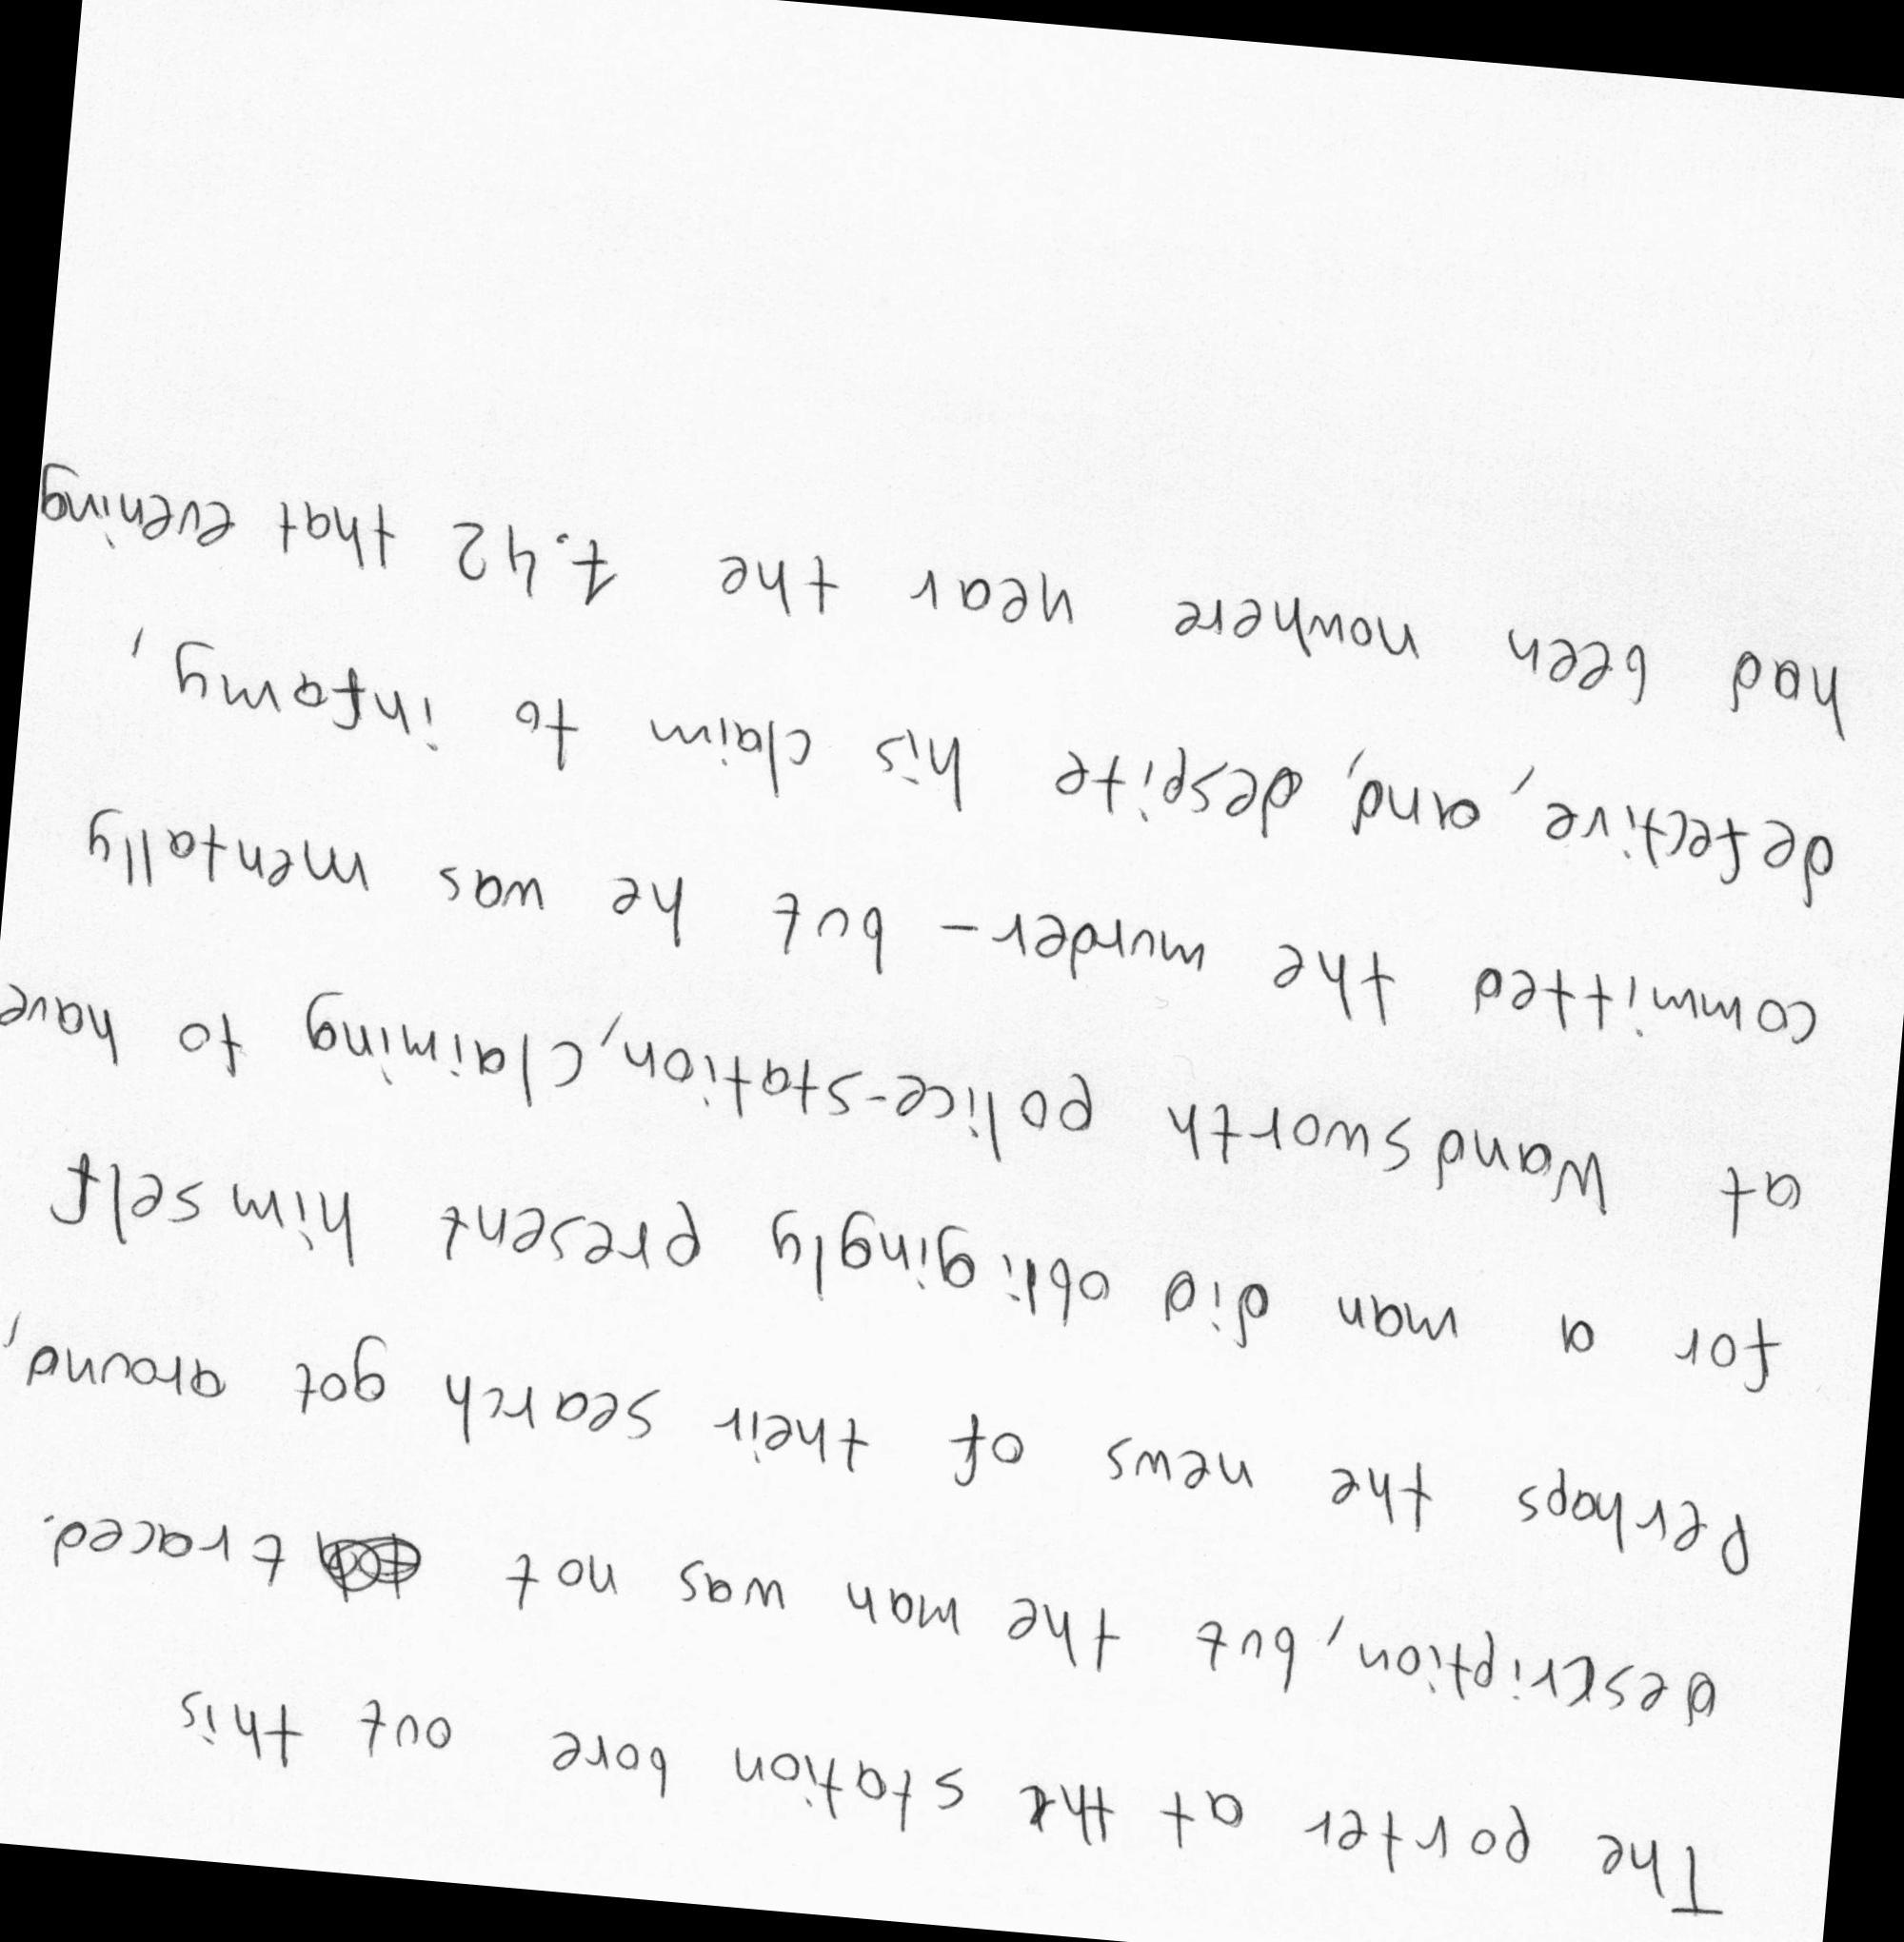 The porter at the station bore out this
description, but the man was not traced.
Perhaps the news of their search got around,
for a man did obligingly present himself
at Wandsworth police-station, claiming to have
committed the murder - but he was mentally
defective, and, despite his claim to infamy,
had been nowhere near the 7.42 that evening